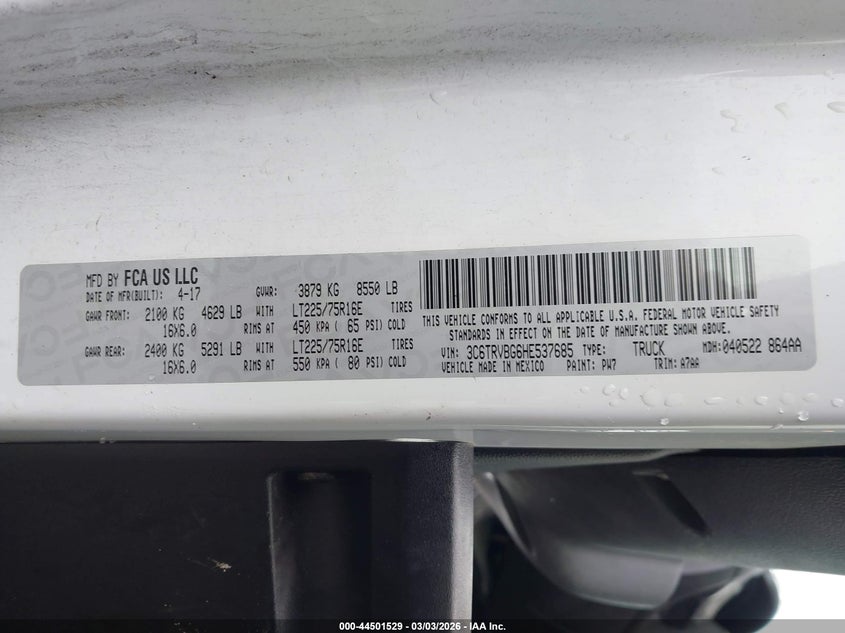 MFD BY FCA US LLC
DATE OF MFR(BUILT): 4-17 GVWR: 3879 KG 8550 LB
GAWR FRONT: 2100 KG 4629 LB WITH LT225/75R16E TIRES
16X6.0 RIMS AT 450 KPA ( 65 PSI) COLD
GAWR REAR: 2400 KG 5291 LB WITH LT225/75R16E TIRES
16X6.0 RIMS AT 550 KPA ( 80 PSI) COLD
THIS VEHICLE CONFORMS TO ALL APPLICABLE U.S.A. FEDERAL MOTOR VEHICLE SAFETY
STANDARDS IN EFFECT ON THE DATE OF MANUFACTURE SHOWN ABOVE.
VIN: 3C6TRVBG6HE537685 TYPE: TRUCK MDH: 040522 864AA
VEHICLE MADE IN MEXICO PAINT: PW7 TRIM: A7AA
000-44501529 - 03/03/2026 - IAA Inc.